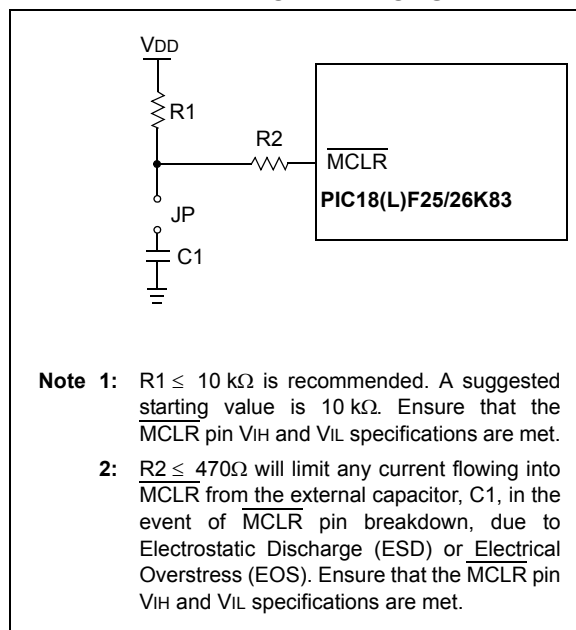 VDD
R1
R2
MCLR
PIC18(L)F25/26K83
JP
C1
Note 1: R1 ≤ 10 kΩ is recommended. A suggested
starting value is 10 kΩ. Ensure that the
MCLR pin VIH and VIL specifications are met.
2: R2 ≤ 470Ω will limit any current flowing into
MCLR from the external capacitor, C1, in the
event of MCLR pin breakdown, due to
Electrostatic Discharge (ESD) or Electrical
Overstress (EOS). Ensure that the MCLR pin
VIH and VIL specifications are met.